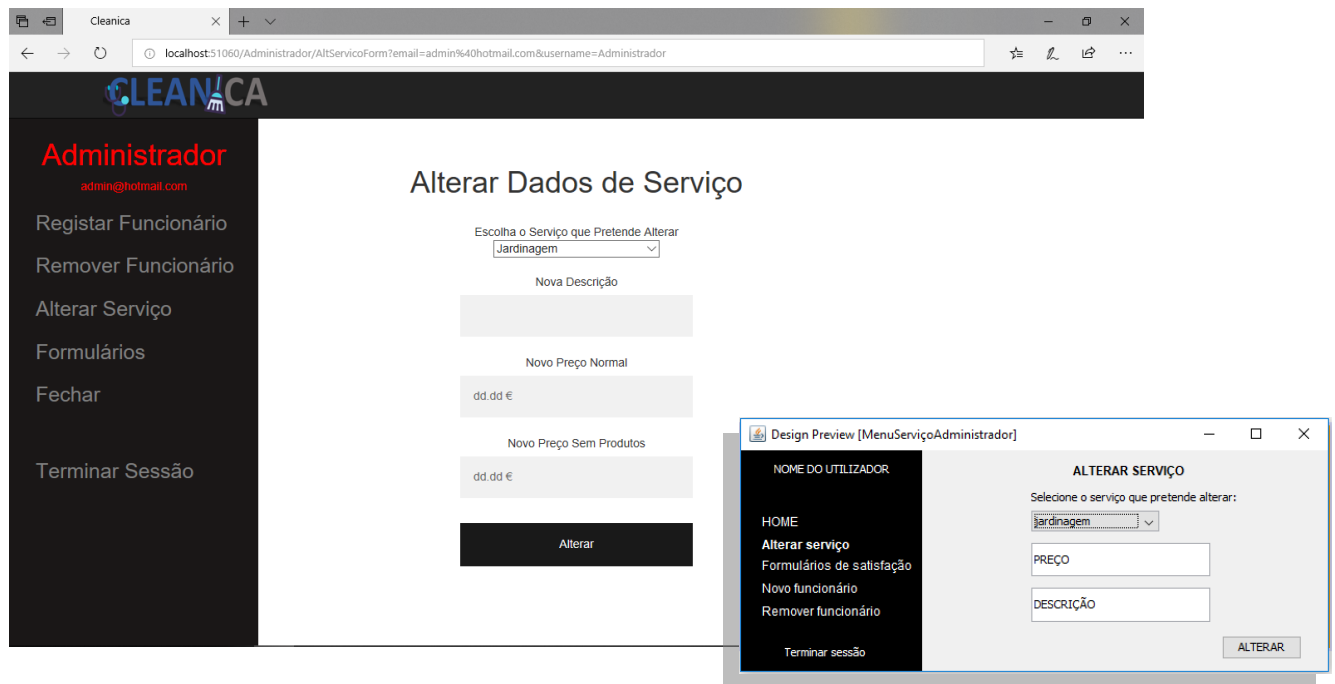 Cleanica
localhost:51060/Administrador/AltServicoForm?email=admin%40hotmail.com&username=Administrador
CLEANICA
Administrador
admin@hotmail.com
Registar Funcionário
Remover Funcionário
Alterar Serviço
Formulários
Fechar
Terminar Sessão
Alterar Dados de Serviço
Escolha o Serviço que Pretende Alterar
Jardinagem
Nova Descrição
Novo Preço Normal
dd.dd €
Novo Preço Sem Produtos
dd.dd €
Alterar
Design Preview [MenuServiçoAdministrador]
NOME DO UTILIZADOR
HOME
Alterar serviço
Formulários de satisfação
Novo funcionário
Remover funcionário
Terminar sessão
ALTERAR SERVIÇO
Selecione o serviço que pretende alterar:
jardinagem
PREÇO
DESCRIÇÃO
ALTERAR